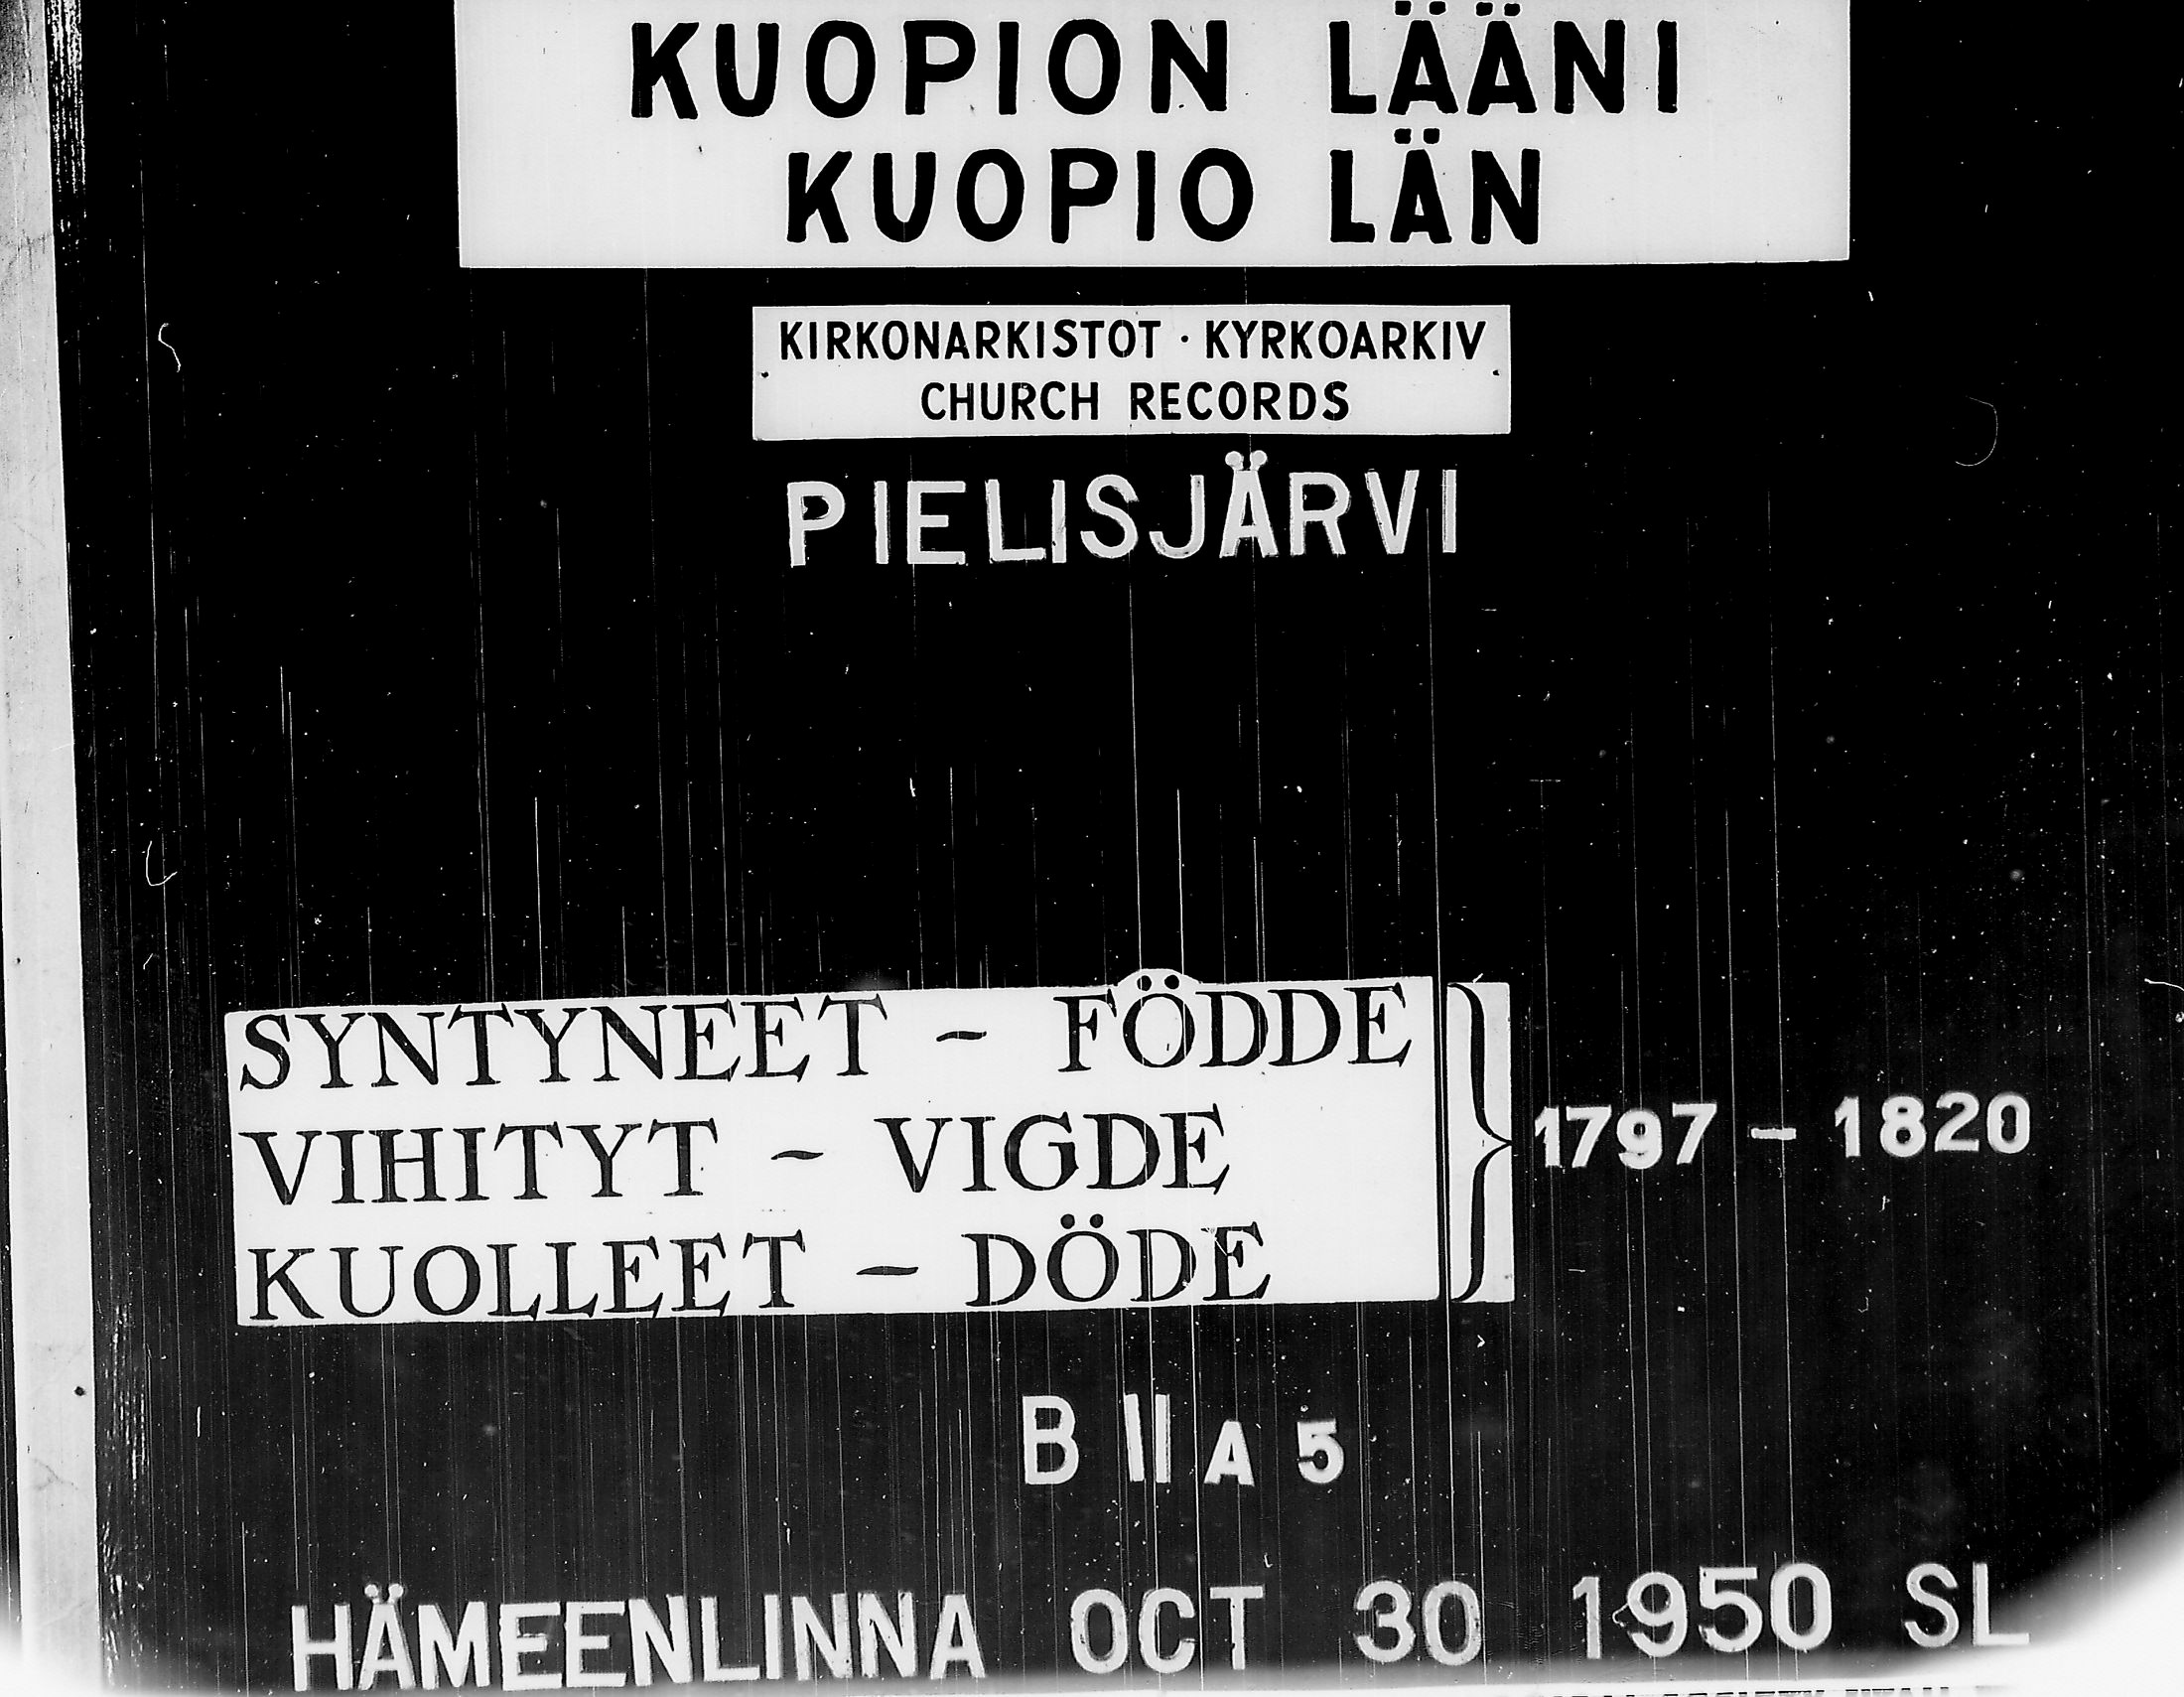 KUOPION LÄÄNI
KUOPIO LÄN
KIRKONARKISTOT · KYRKOARKIV
CHURCH RECORDS
PIELISJÄRVI
SYNTYNEET - FÖDDE
VIHITYT - VIGDE
KUOLLEET - DÖDE
} 1797 - 1820
B II A 5
HÄMEENLINNA OCT 30 1950 SL